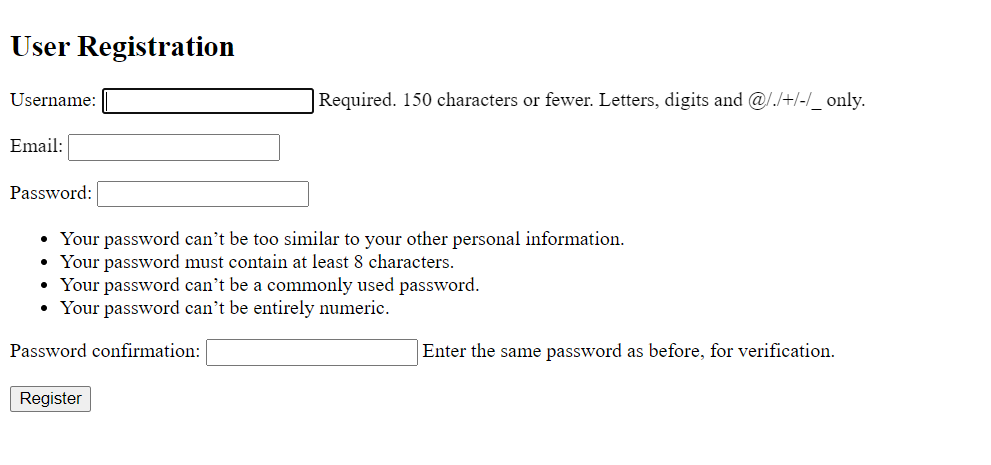 User Registration
Username: Required. 150 characters or fewer. Letters, digits and @/./+/-/_ only.
Email:
Password:
• Your password can’t be too similar to your other personal information.
• Your password must contain at least 8 characters.
• Your password can’t be a commonly used password.
• Your password can’t be entirely numeric.
Password confirmation: Enter the same password as before, for verification.
Register